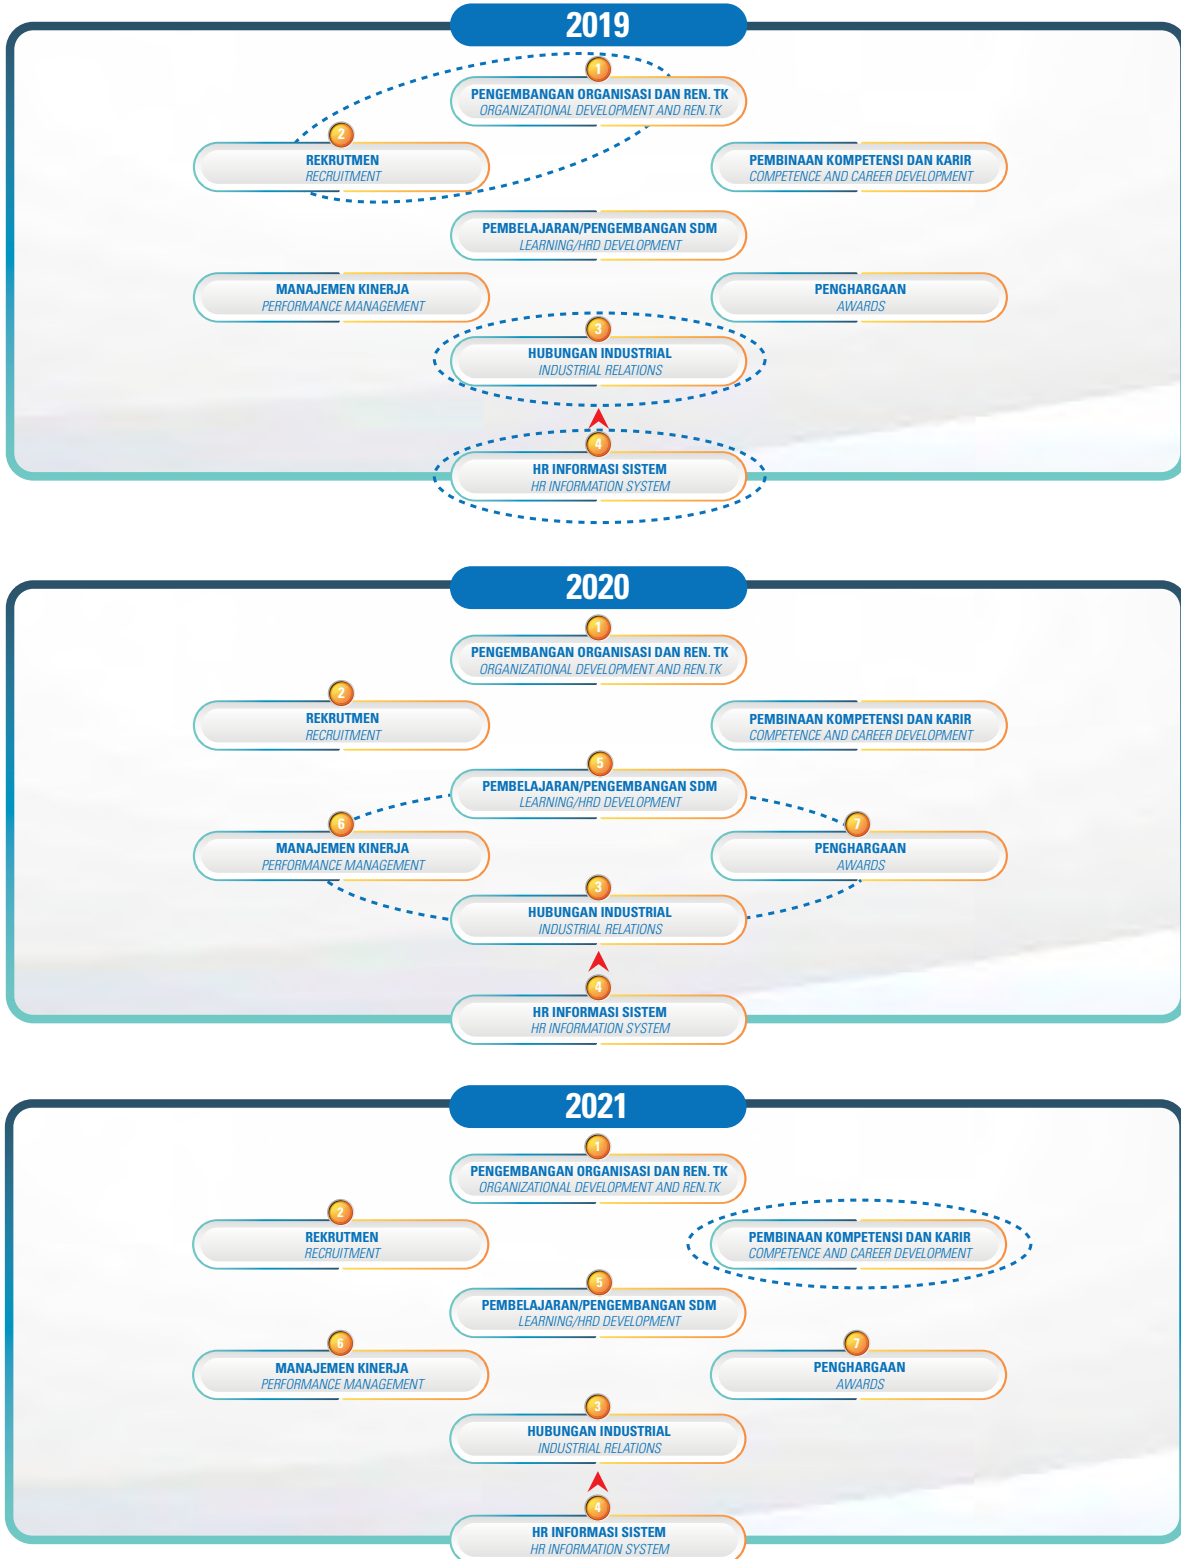 2019
1
PENGEMBANGAN ORGANISASI DAN REN. TK
ORGANIZATIONAL DEVELOPMENT AND REN.TK
2
REKRUTMEN
RECRUITMENT
PEMBINAAN KOMPETENSI DAN KARIR
COMPETENCE AND CAREER DEVELOPMENT
PEMBELAJARAN/PENGEMBANGAN SDM
LEARNING/HRD DEVELOPMENT
MANAJEMEN KINERJA
PERFORMANCE MANAGEMENT
PENGHARGAAN
AWARDS
3
HUBUNGAN INDUSTRIAL
INDUSTRIAL RELATIONS
4
HR INFORMASI SISTEM
HR INFORMATION SYSTEM
2020
1
PENGEMBANGAN ORGANISASI DAN REN. TK
ORGANIZATIONAL DEVELOPMENT AND REN.TK
2
REKRUTMEN
RECRUITMENT
PEMBINAAN KOMPETENSI DAN KARIR
COMPETENCE AND CAREER DEVELOPMENT
5
PEMBELAJARAN/PENGEMBANGAN SDM
LEARNING/HRD DEVELOPMENT
6
MANAJEMEN KINERJA
PERFORMANCE MANAGEMENT
7
PENGHARGAAN
AWARDS
3
HUBUNGAN INDUSTRIAL
INDUSTRIAL RELATIONS
4
HR INFORMASI SISTEM
HR INFORMATION SYSTEM
2021
1
PENGEMBANGAN ORGANISASI DAN REN. TK
ORGANIZATIONAL DEVELOPMENT AND REN.TK
2
REKRUTMEN
RECRUITMENT
PEMBINAAN KOMPETENSI DAN KARIR
COMPETENCE AND CAREER DEVELOPMENT
5
PEMBELAJARAN/PENGEMBANGAN SDM
LEARNING/HRD DEVELOPMENT
6
MANAJEMEN KINERJA
PERFORMANCE MANAGEMENT
7
PENGHARGAAN
AWARDS
3
HUBUNGAN INDUSTRIAL
INDUSTRIAL RELATIONS
4
HR INFORMASI SISTEM
HR INFORMATION SYSTEM